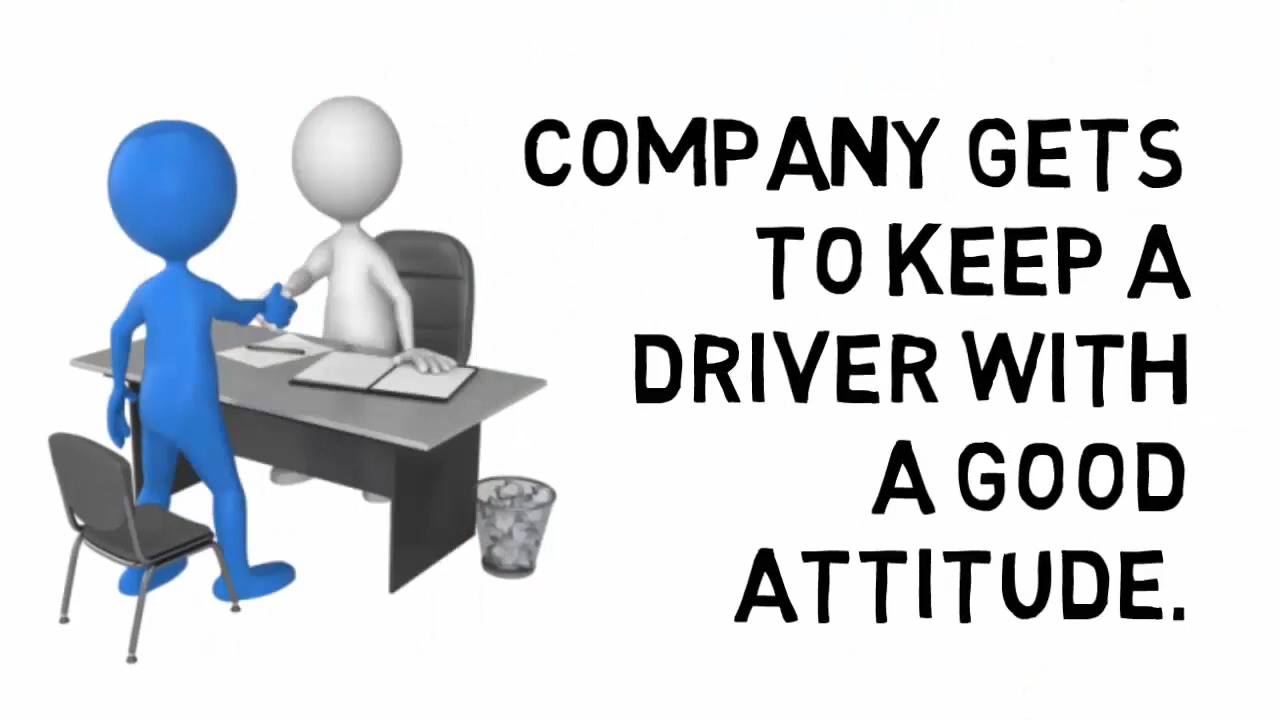 COMPANY GETS
TO KEEP A
DRIVER WITH
A GOOD
ATTITUDE.